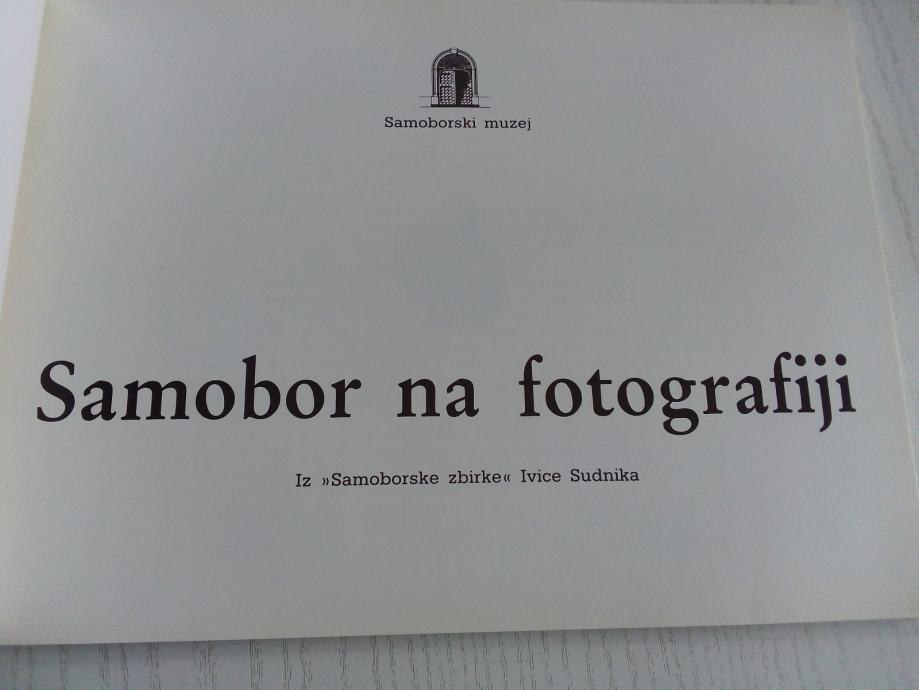 Samoborski muzej
Samobor na fotografiji
Iz »Samoborske zbirke« Ivice Sudnika